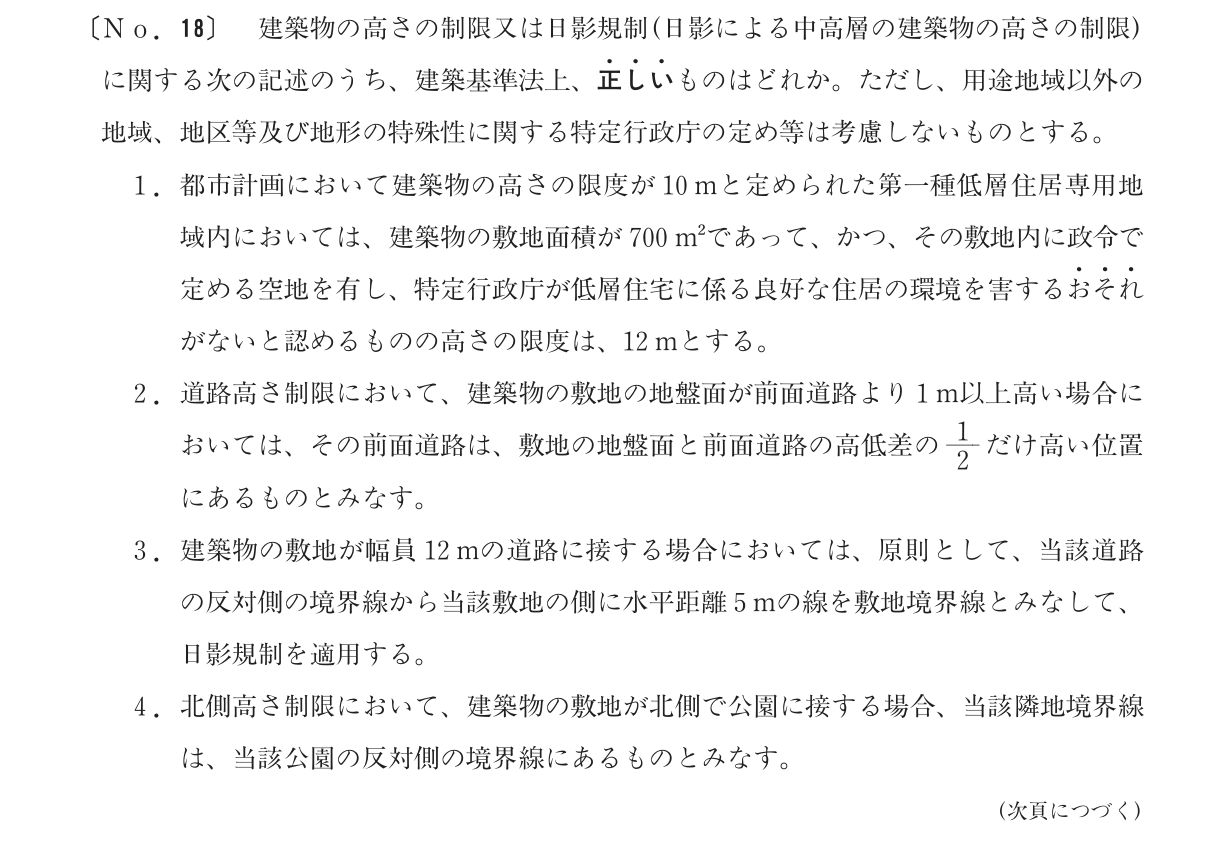 〔Ｎｏ．18〕　建築物の高さの制限又は日影規制(日影による中高層の建築物の高さの制限)
に関する次の記述のうち、建築基準法上、正しいものはどれか。ただし、用途地域以外の
地域、地区等及び地形の特殊性に関する特定行政庁の定め等は考慮しないものとする。
１．都市計画において建築物の高さの限度が 10 mと定められた第一種低層住居専用地
域内においては、建築物の敷地面積が 700 m²であって、かつ、その敷地内に政令で
定める空地を有し、特定行政庁が低層住宅に係る良好な住居の環境を害するおそれ
がないと認めるものの高さの限度は、12 mとする。
２．道路高さ制限において、建築物の敷地の地盤面が前面道路より１m以上高い場合に
おいては、その前面道路は、敷地の地盤面と前面道路の高低差の 1/2 だけ高い位置
にあるものとみなす。
３．建築物の敷地が幅員 12 mの道路に接する場合においては、原則として、当該道路
の反対側の境界線から当該敷地の側に水平距離５mの線を敷地境界線とみなして、
日影規制を適用する。
４．北側高さ制限において、建築物の敷地が北側で公園に接する場合、当該隣地境界線
は、当該公園の反対側の境界線にあるものとみなす。
(次頁につづく)